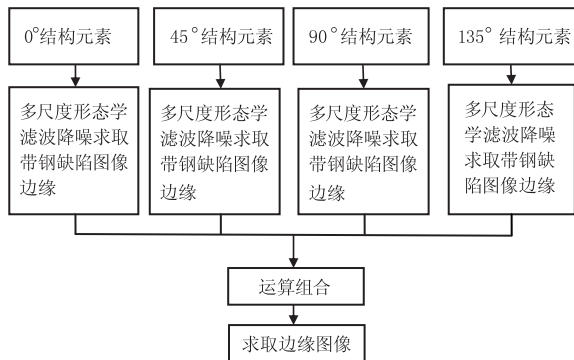 0°结构元素
45°结构元素
90°结构元素
135°结构元素
多尺度形态学
滤波降噪求取
带钢缺陷图像
边缘
多尺度形态学
滤波降噪求取
带钢缺陷图像
边缘
多尺度形态学
滤波降噪求取
带钢缺陷图像
边缘
多尺度形态
学滤波降噪
求取带钢缺
陷图像边缘
运算组合
求取边缘图像